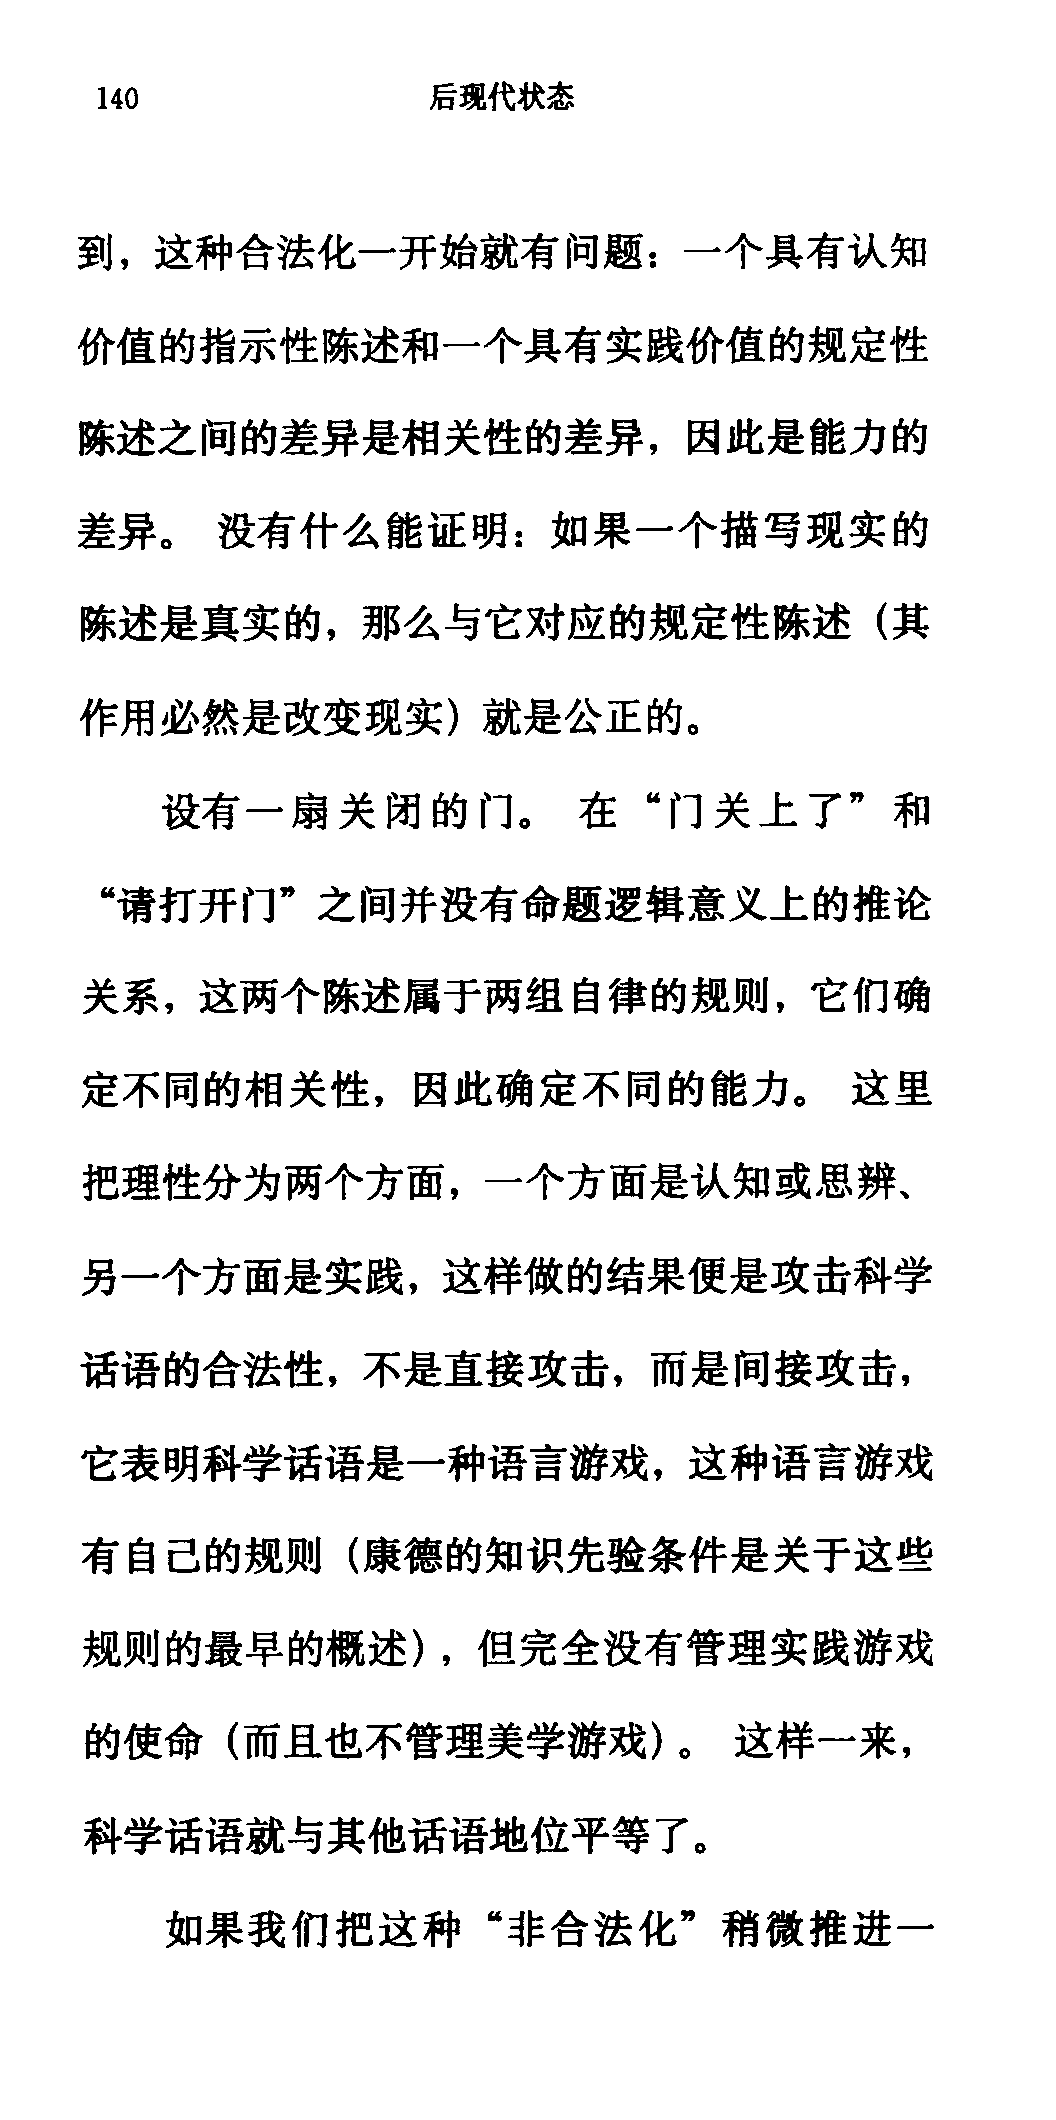 140 后现代状态
到，这种合法化一开始就有问题：一个具有认知
价值的指示性陈述和一个具有实践价值的规定性
陈述之间的差异是相关性的差异，因此是能力的
差异。 没有什么能证明：如果一个描写现实的
陈述是真实的，那么与它对应的规定性陈述（其
作用必然是改变现实）就是公正的。
设有一扇关闭的门。 在“门关上了”和
“请打开门”之间并没有命题逻辑意义上的推论
关系，这两个陈述属于两组自律的规则，它们确
定不同的相关性，因此确定不同的能力。 这里
把理性分为两个方面，一个方面是认知或思辨、
另一个方面是实践，这样做的结果便是攻击科学
话语的合法性，不是直接攻击，而是间接攻击，
它表明科学话语是一种语言游戏，这种语言游戏
有自己的规则（康德的知识先验条件是关于这些
规则的最早的概述），但完全没有管理实践游戏
的使命（而且也不管理美学游戏）。 这样一来，
科学话语就与其他话语地位平等了。
如果我们把这种“非合法化”稍微推进一